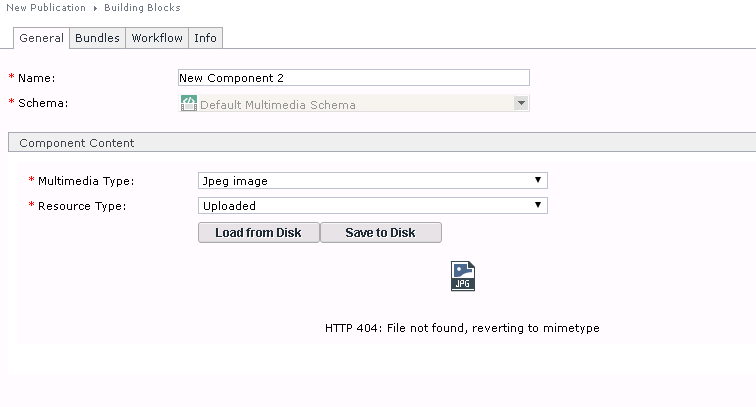 New Publication ▸ Building Blocks
General Bundles Workflow Info
* Name: New Component 2
* Schema: Default Multimedia Schema
Component Content
* Multimedia Type: Jpeg image
* Resource Type: Uploaded
Load from Disk Save to Disk
JPG
HTTP 404: File not found, reverting to mimetype